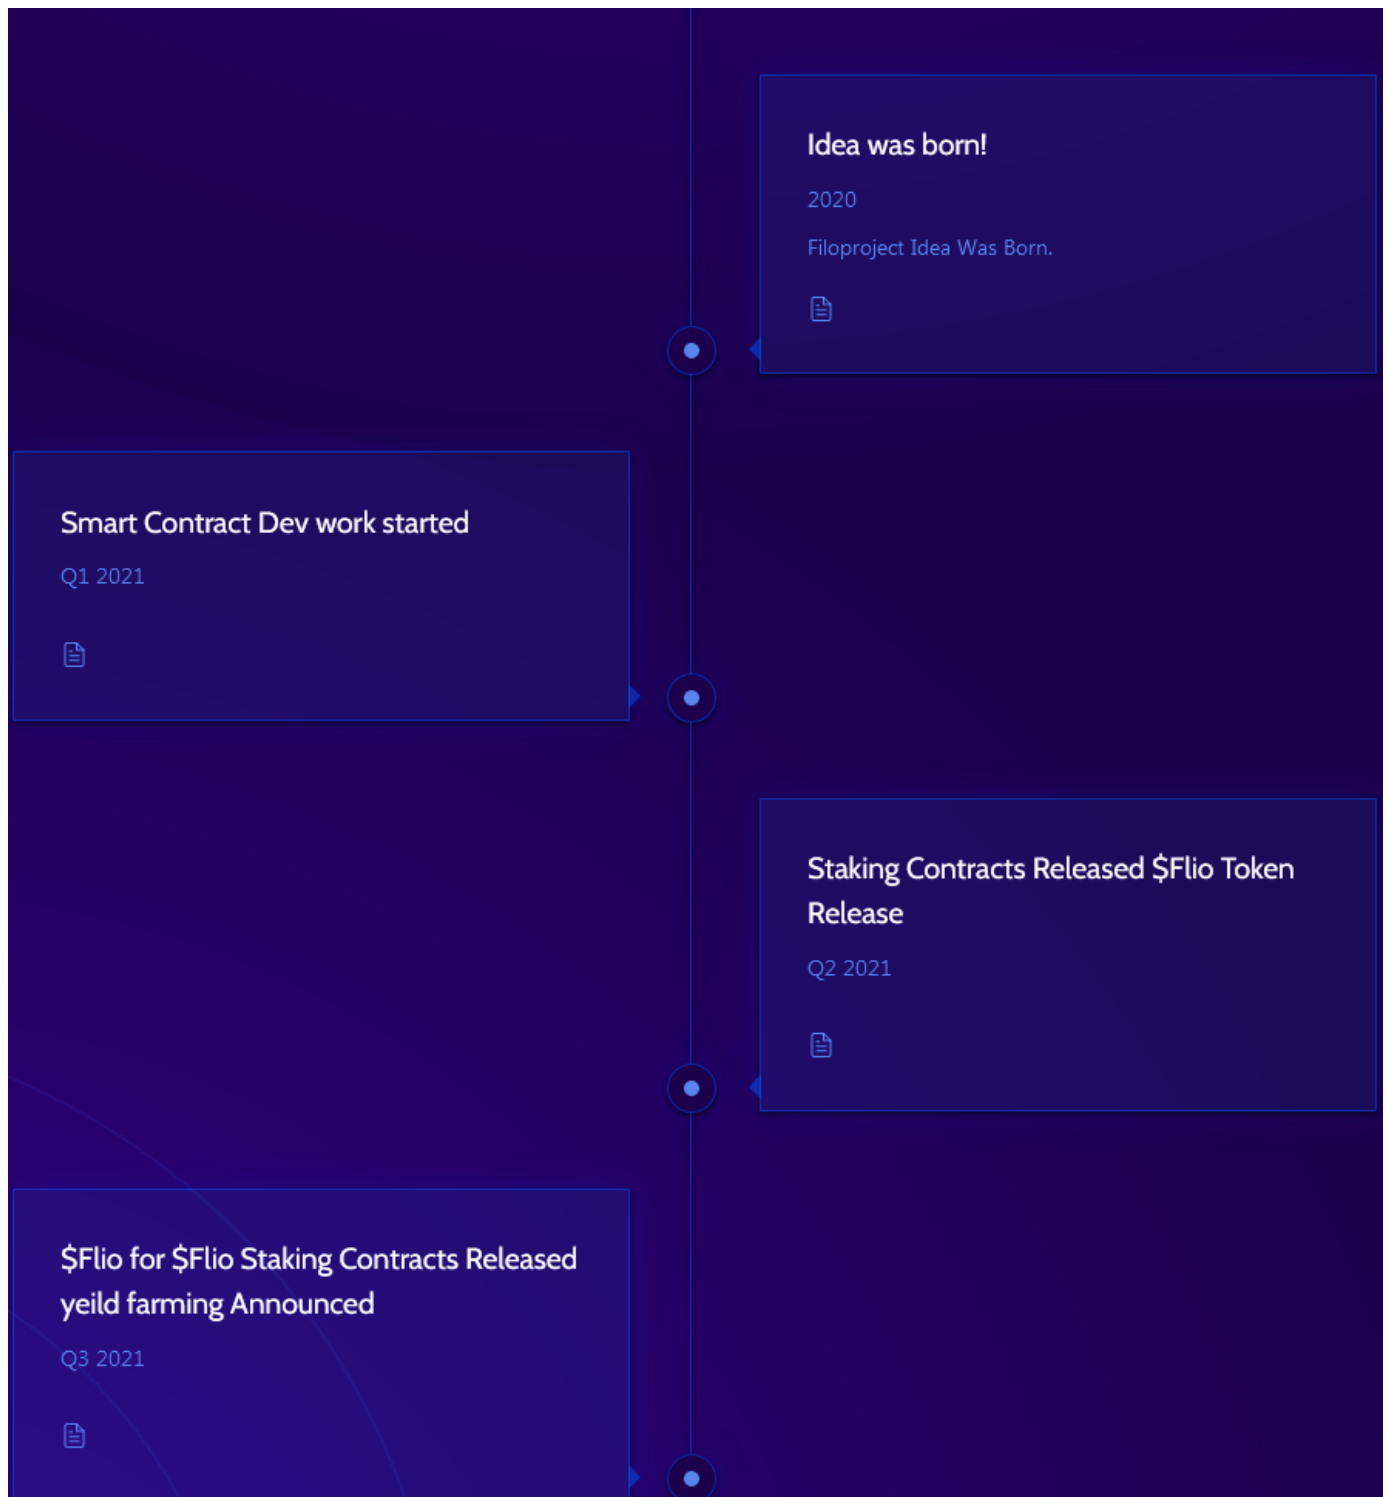 Idea was born!
2020
Filoproject Idea Was Born.
Smart Contract Dev work started
Q1 2021
Staking Contracts Released $Flio Token
Release
Q2 2021
$Flio for $Flio Staking Contracts Released
yeild farming Announced
Q3 2021